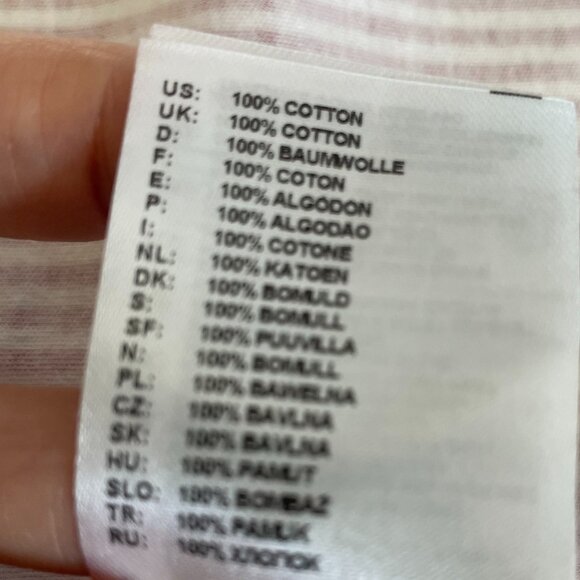 US: 100% COTTON
UK: 100% COTTON
D: 100% BAUMWOLLE
F: 100% COTON
E: 100% ALGODON
P: 100% ALGODAO
I: 100% COTONE
NL: 100% KATOEN
DK: 100% BOMULD
S: 100% BOMULL
SF: 100% PUUVILLA
N: 100% BOMULL
PL: 100% BAWELNA
CZ: 100% BAVLNA
SK: 100% BAVLNA
HU: 100% PAMUT
SLO: 100% BOMBAZ
TR: 100% PAMUK
RU: 100% ХЛОПОК